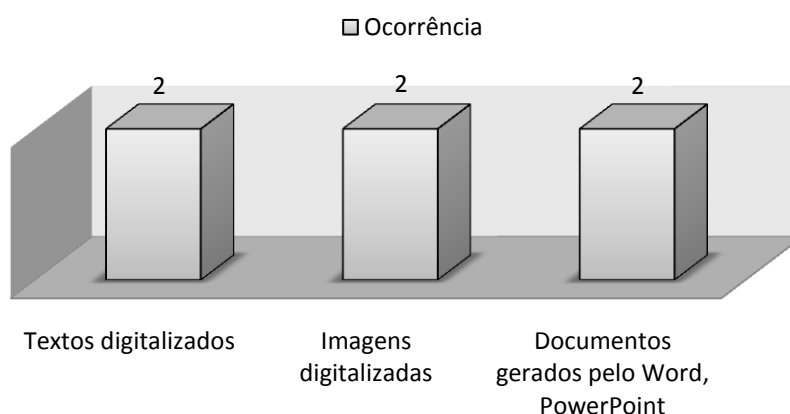 Ocorrência
2 2 2
Textos digitalizados
Imagens
digitalizadas
Documentos
gerados pelo Word,
PowerPoint